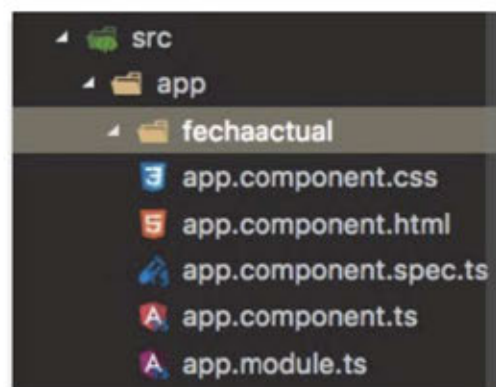 src
app
fechaactual
app.component.css
app.component.html
app.component.spec.ts
app.component.ts
app.module.ts